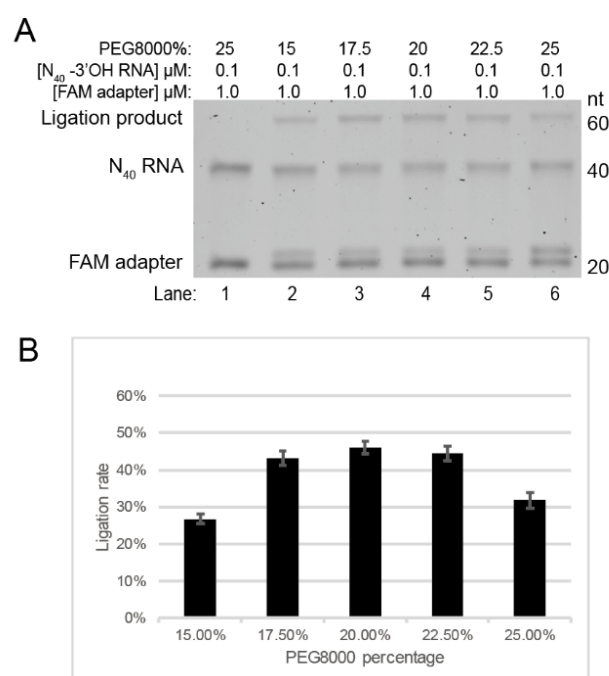 A
PEG8000%: 25 15 17.5 20 22.5 25
[N40 -3'OH RNA] μM: 0.1 0.1 0.1 0.1 0.1 0.1
[FAM adapter] μM: 1.0 1.0 1.0 1.0 1.0 1.0
nt
Ligation product 60
N40 RNA 40
FAM adapter 20
Lane: 1 2 3 4 5 6
B
60%
50%
40%
30%
20%
10%
0%
Ligation rate
15.00% 17.50% 20.00% 22.50% 25.00%
PEG8000 percentage